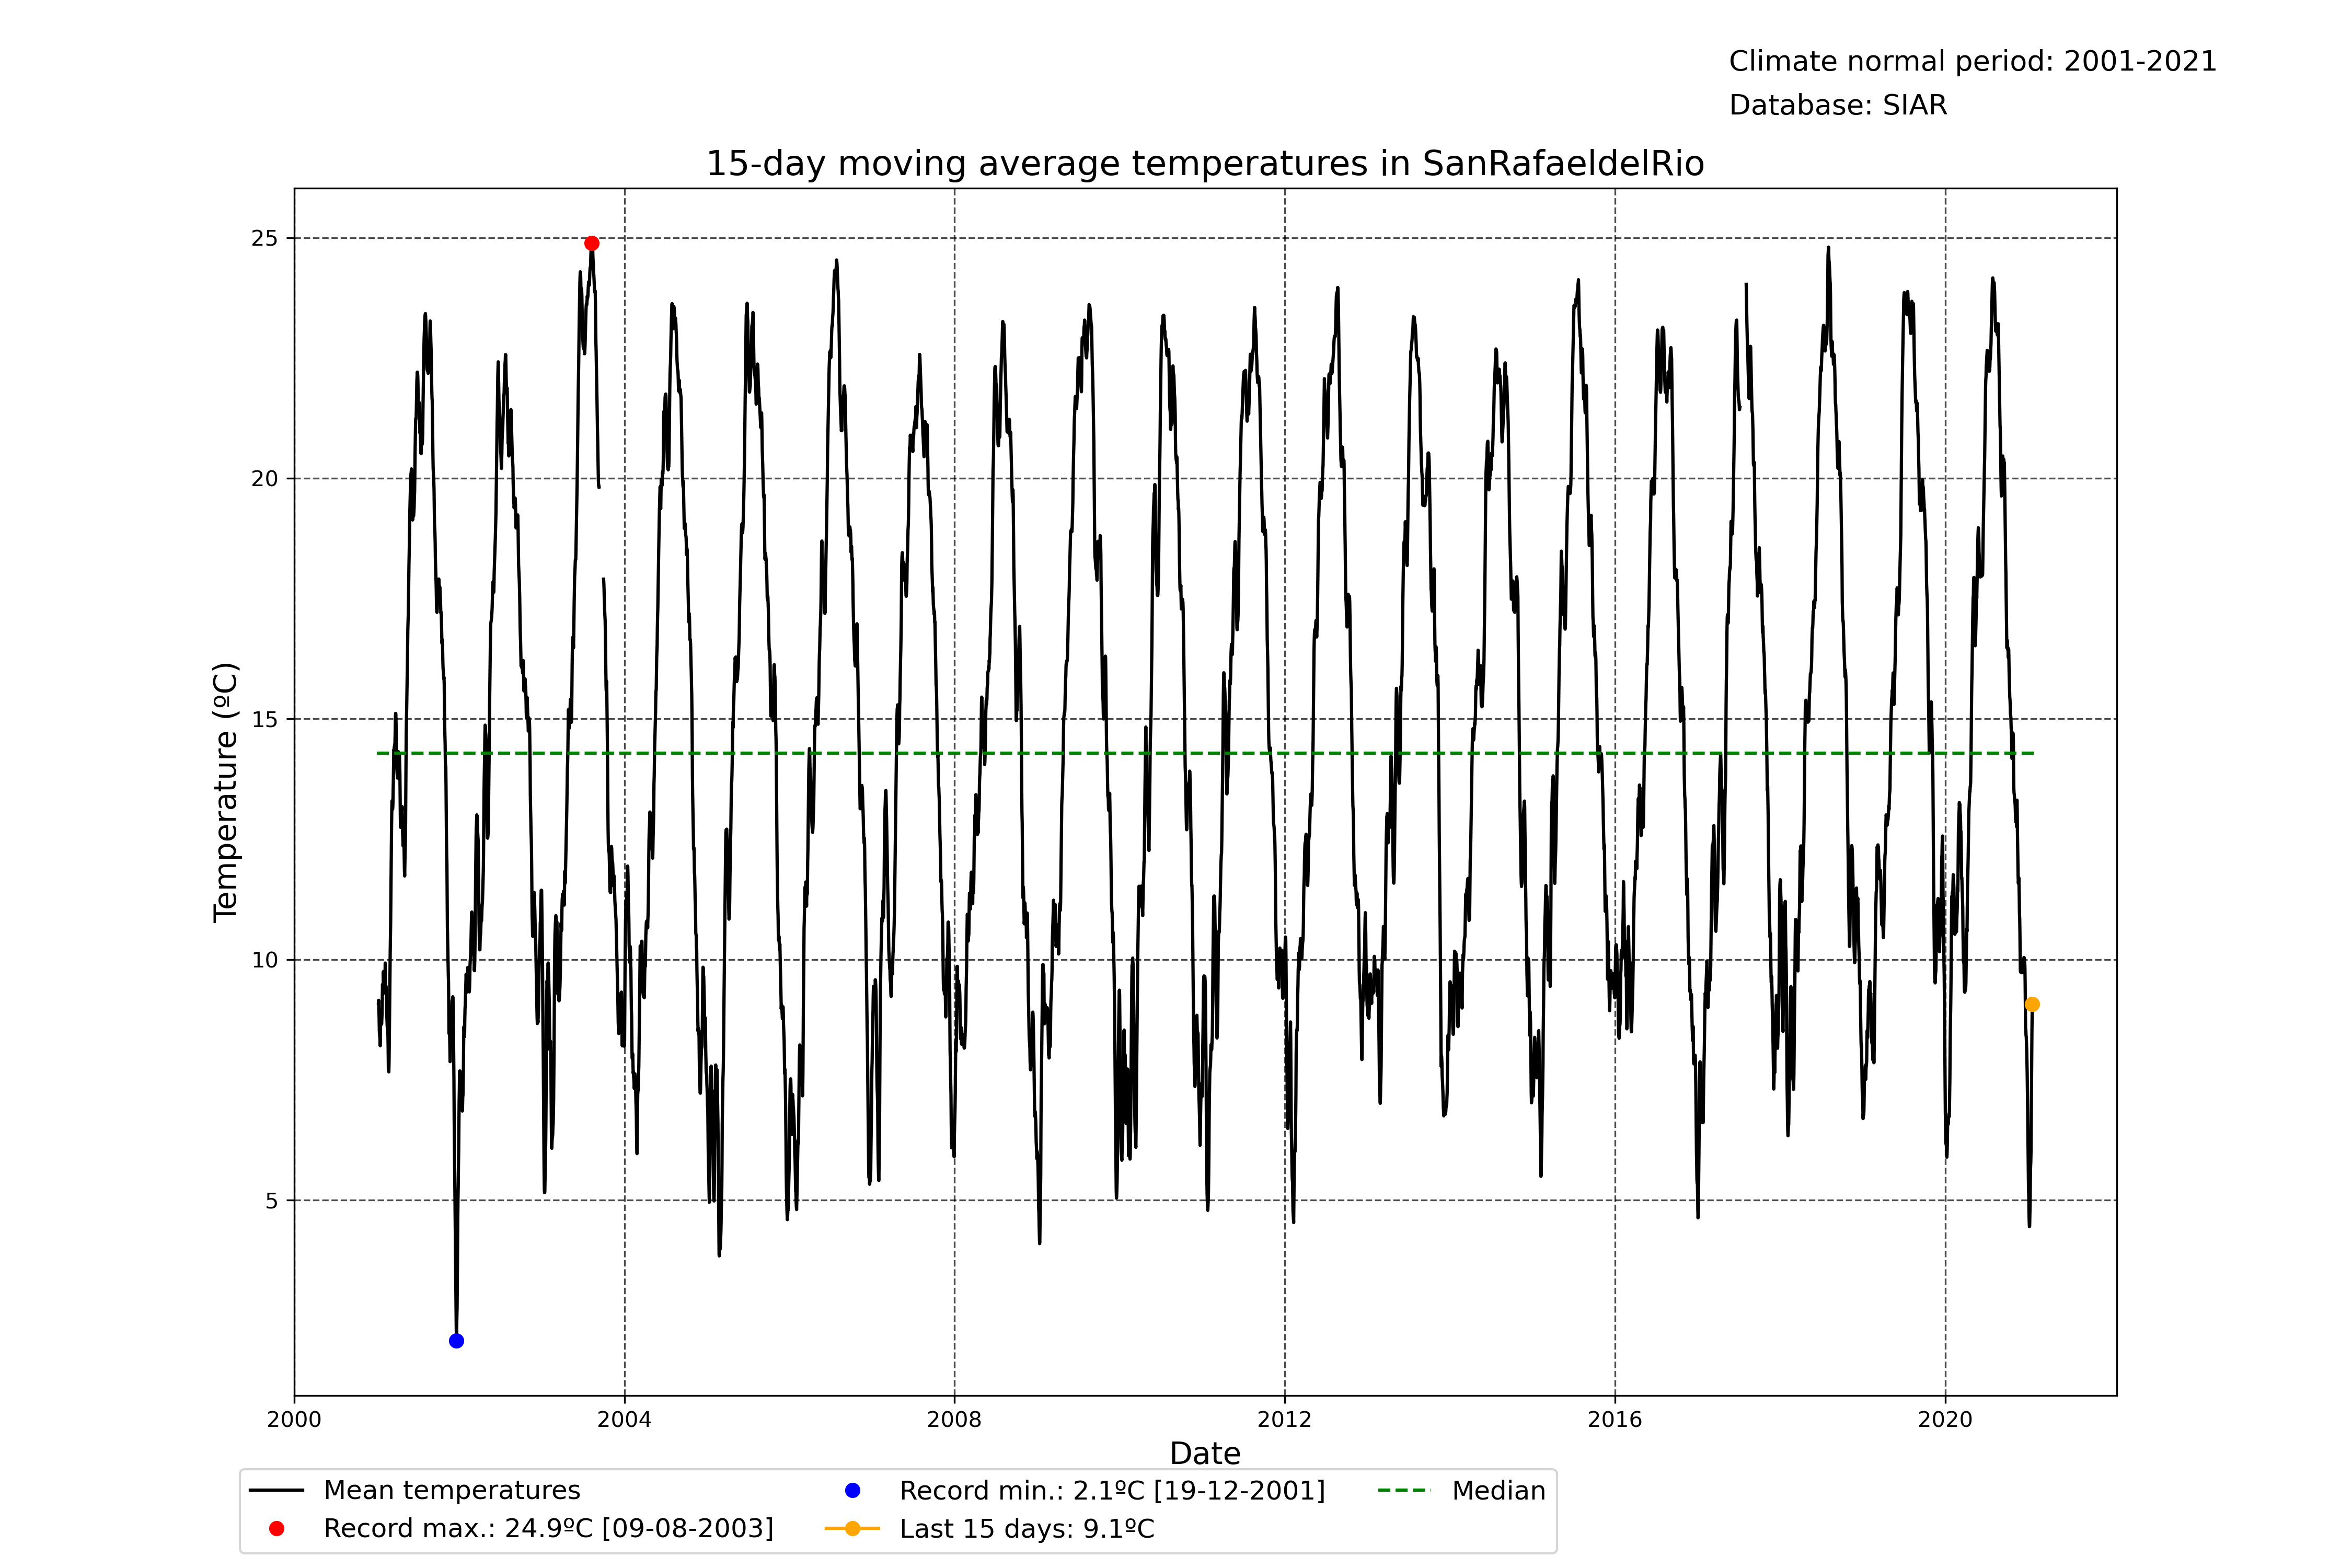 Climate normal period: 2001-2021
Database: SIAR
15-day moving average temperatures in SanRafaeldelRio
Temperature (ºC)
25
20
15
10
5
2000
2004
2008
2012
2016
2020
Date
Mean temperatures
Record max.: 24.9ºC [09-08-2003]
Record min.: 2.1ºC [19-12-2001]
Last 15 days: 9.1ºC
Median